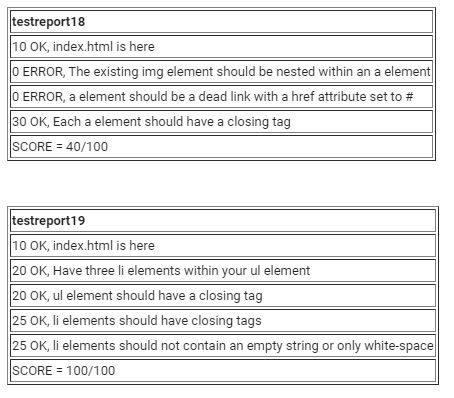 testreport18
10 OK, index.html is here
0 ERROR, The existing img element should be nested within an a element
0 ERROR, a element should be a dead link with a href attribute set to #
30 OK, Each a element should have a closing tag
SCORE = 40/100
testreport19
10 OK, index.html is here
20 OK, Have three li elements within your ul element
20 OK, ul element should have a closing tag
25 OK, li elements should have closing tags
25 OK, li elements should not contain an empty string or only white-space
SCORE = 100/100